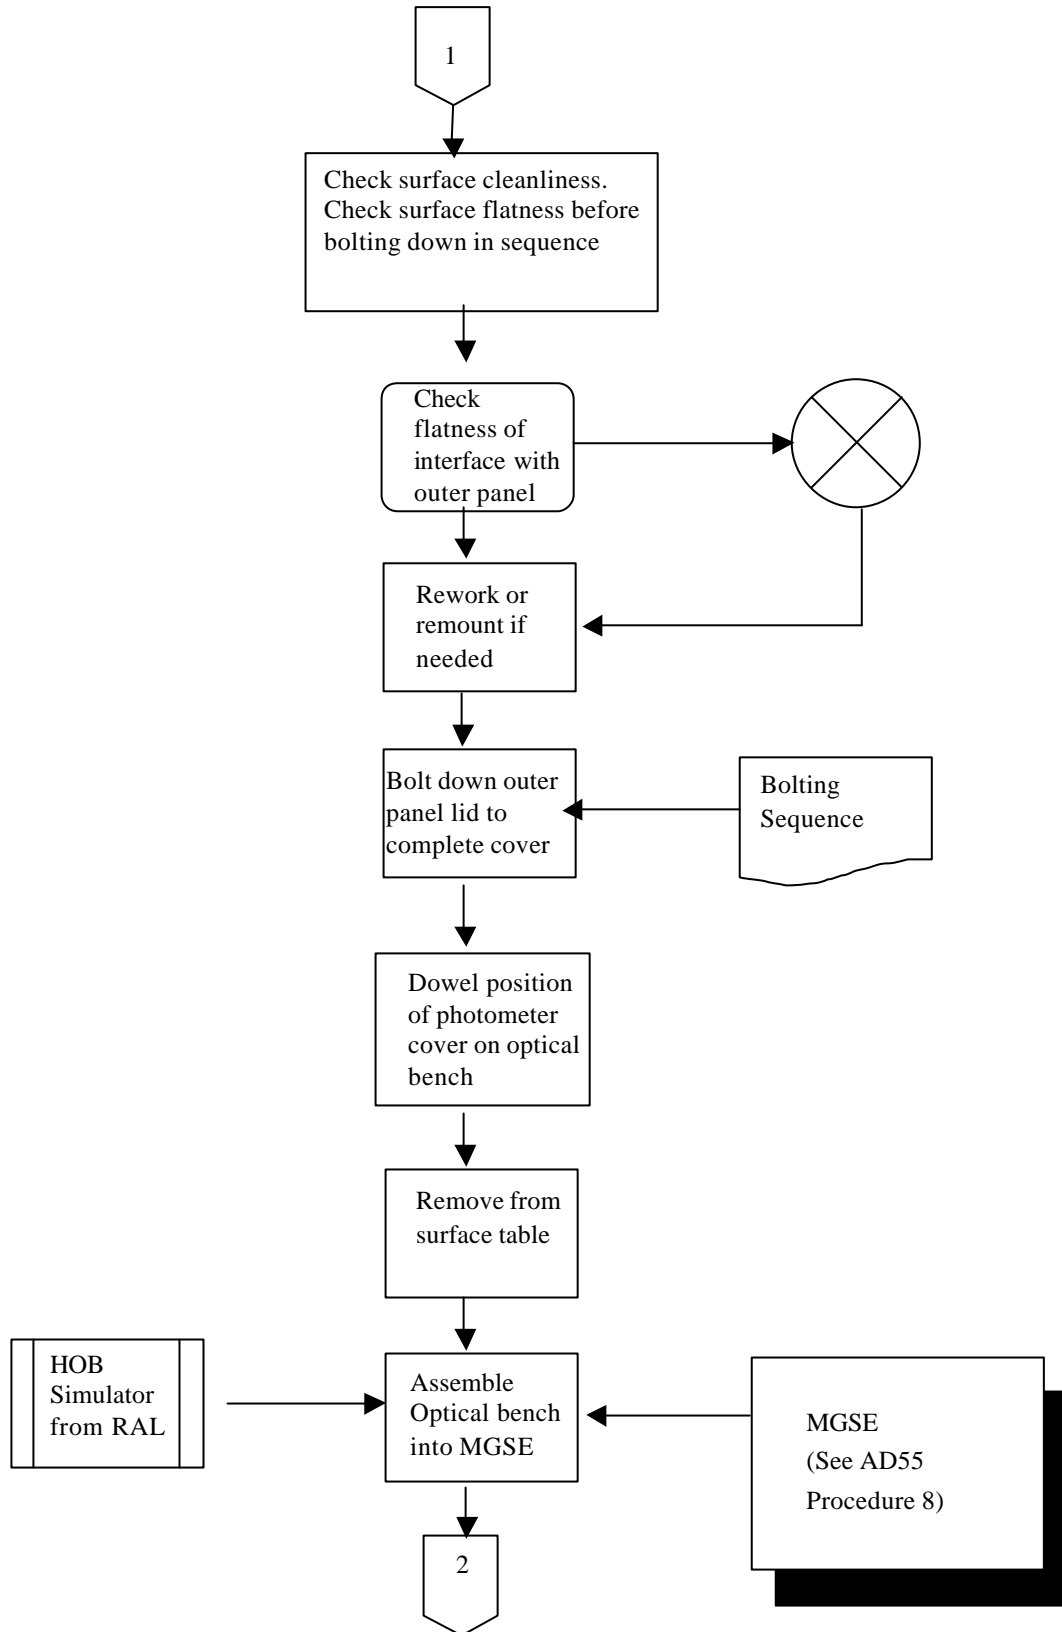 1
Check surface cleanliness.
Check surface flatness before
bolting down in sequence
Check
flatness of
interface with
outer panel
Rework or
remount if
needed
Bolt down outer
panel lid to
complete cover
Bolting
Sequence
Dowel position
of photometer
cover on optical
bench
Remove from
surface table
HOB
Simulator
from RAL
Assemble
Optical bench
into MGSE
MGSE
(See AD55
Procedure 8)
2